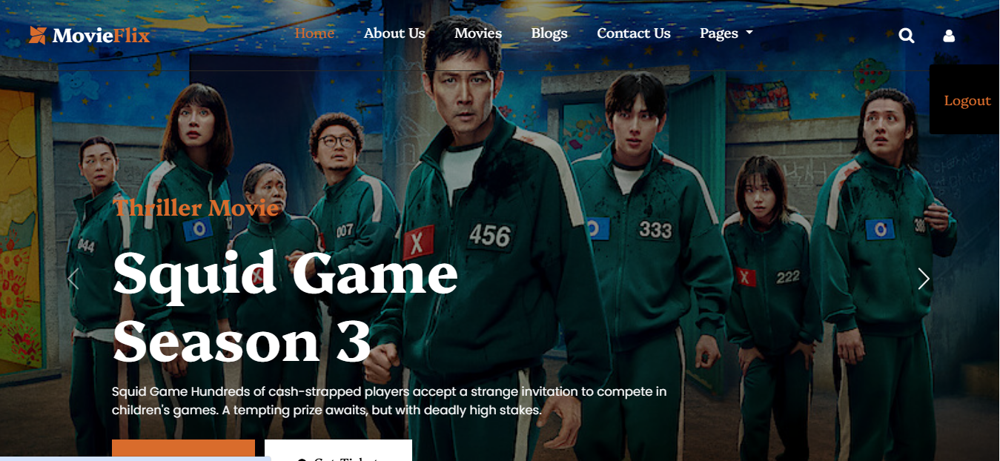 MovieFlix
Home About Us Movies Blogs Contact Us Pages
Logout
Thriller Movie
044
007
X 456
333
X 222
Squid Game
Season 3
Squid Game Hundreds of cash-strapped players accept a strange invitation to compete in
children's games. A tempting prize awaits, but with deadly high stakes.